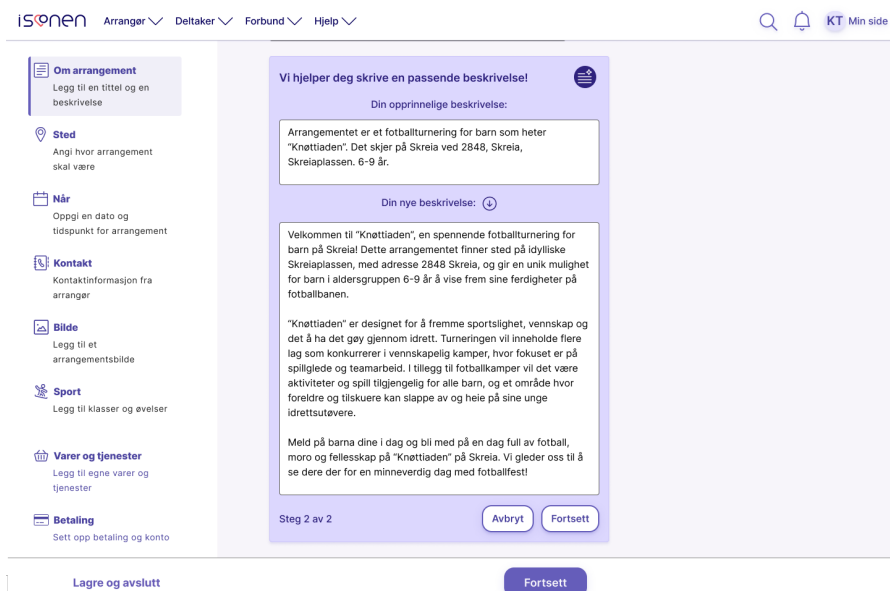 isonen
Arrangør
Deltaker
Forbund
Hjelp
KT
Min side
Om arrangement
Legg til en tittel og en
beskrivelse
Sted
Angi hvor arrangement
skal være
Når
Oppgi en dato og
tidspunkt for arrangement
Kontakt
Kontaktinformasjon fra
arrangør
Bilde
Legg til et
arrangementsbilde
Sport
Legg til klasser og øvelser
Varer og tjenester
Legg til egne varer og
tjenester
Betaling
Sett opp betaling og konto
Vi hjelper deg skrive en passende beskrivelse!
Din opprinnelige beskrivelse:
Arrangementet er et fotballturnering for barn som heter
“Knøttiaden”. Det skjer på Skreia ved 2848, Skreia,
Skreiaplassen. 6-9 år.
Din nye beskrivelse:
Velkommen til “Knøttiaden”, en spennende fotballturnering for
barn på Skreia! Dette arrangementet finner sted på idylliske
Skreiaplassen, med adresse 2848 Skreia, og gir en unik mulighet
for barn i aldersgruppen 6-9 år å vise frem sine ferdigheter på
fotballbanen.
“Knøttiaden” er designet for å fremme sportslighet, vennskap og
det å ha det gøy gjennom idrett. Turneringen vil inneholde flere
lag som konkurrerer i vennskapelig kamper, hvor fokuset er på
spillglede og teamarbeid. I tillegg til fotballkamper vil det være
aktiviteter og spill tilgjengelig for alle barn, og et område hvor
foreldre og tilskuere kan slappe av og heie på sine unge
idrettsutøvere.
Meld på barna dine i dag og bli med på en dag full av fotball,
moro og fellesskap på “Knøttiaden” på Skreia. Vi gleder oss til å
se dere der for en minneverdig dag med fotballfest!
Steg 2 av 2
Avbryt
Fortsett
Lagre og avslutt
Fortsett